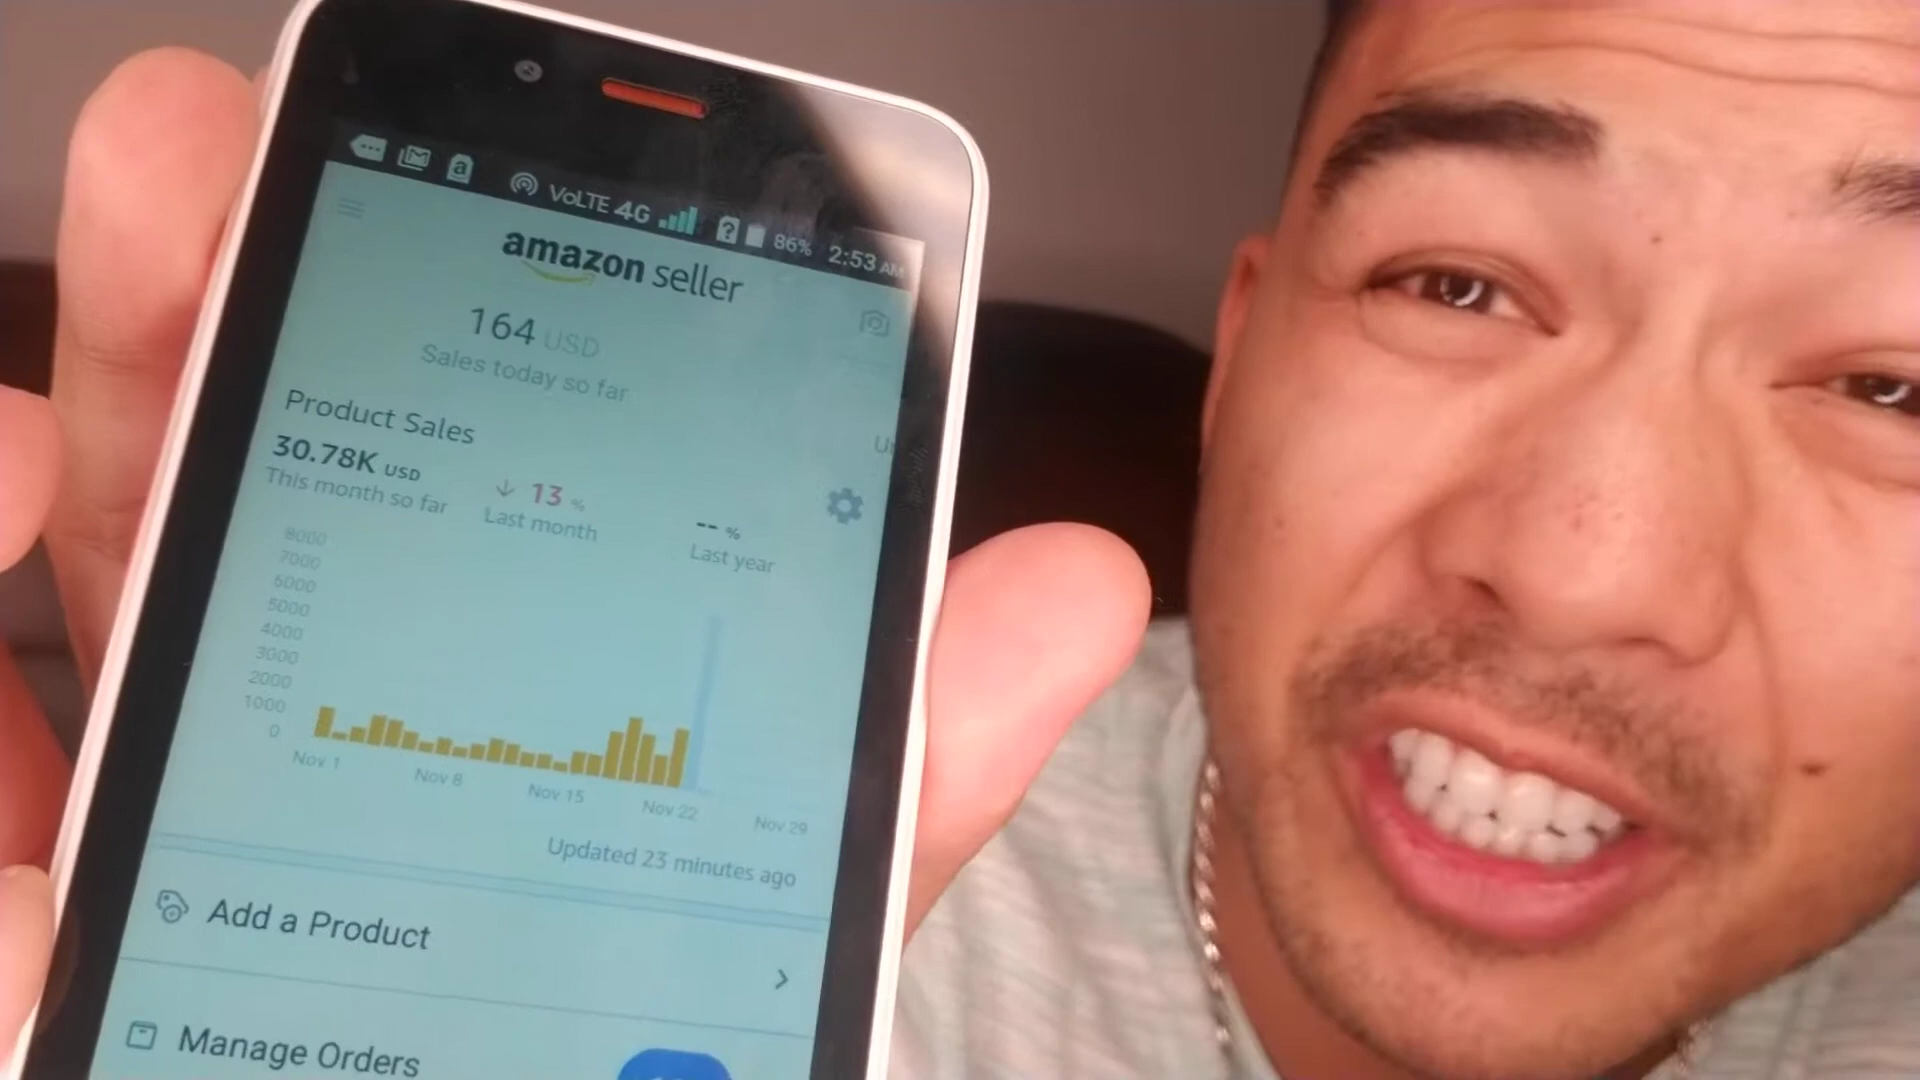 VoLTE 4G 86% 2:53 AM
amazon seller
164 USD
Sales today so far
Product Sales
30.78K USD
This month so far
↓ 13 %
Last month
-- %
Last year
8000
7000
6000
5000
4000
3000
2000
1000
0
Nov 1
Nov 8
Nov 15
Nov 22
Nov 29
Updated 23 minutes ago
Add a Product
Manage Orders